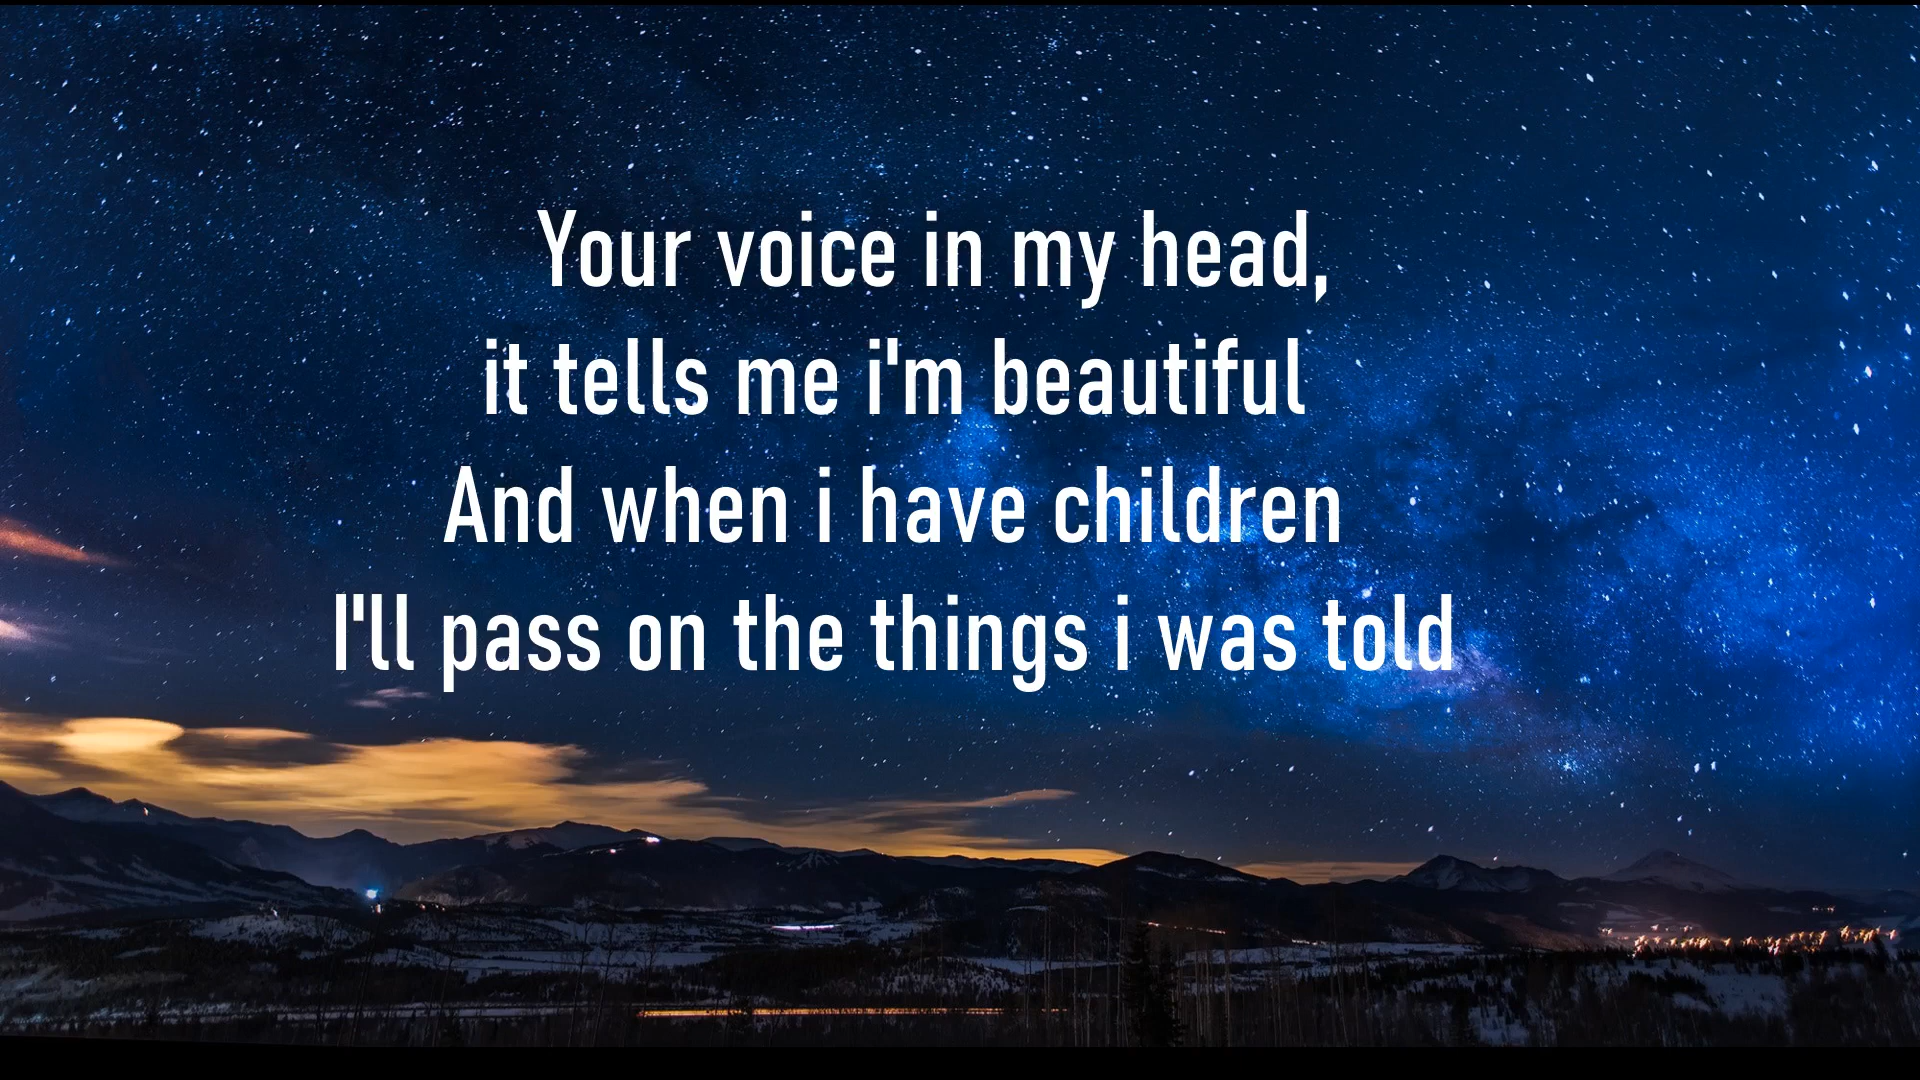 Your voice in my head,
it tells me i'm beautiful
And when i have children
I'll pass on the things i was told